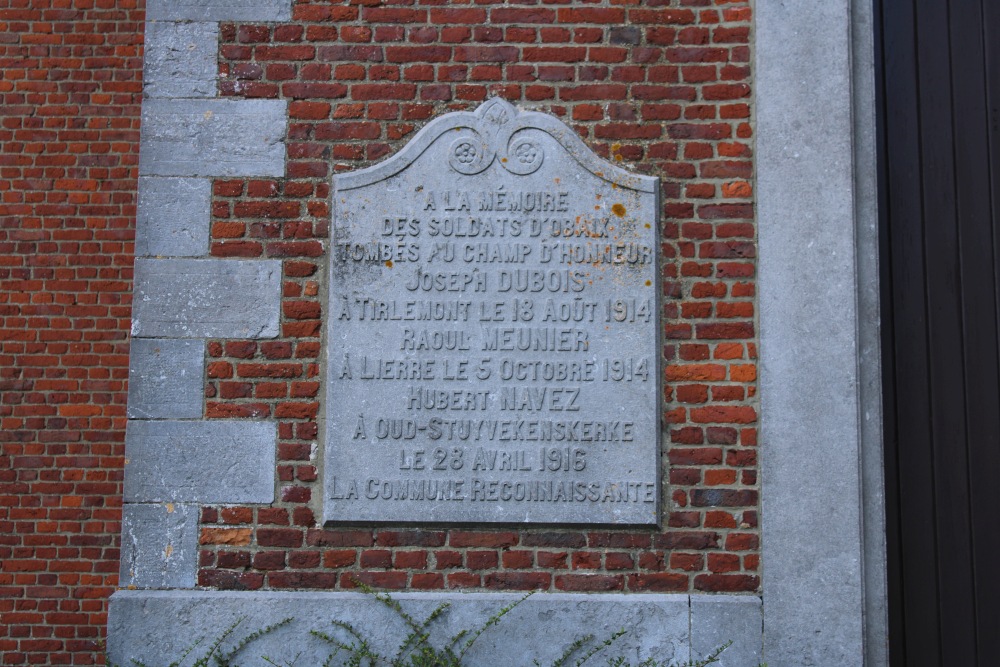 À LA MÉMOIRE
DES SOLDATS D'OBAIX
TOMBÉS AU CHAMP D'HONNEUR
JOSEPH DUBOIS
À TIRLEMONT LE 18 AOÛT 1914
RAOUL MEUNIER
À LIERRE LE 5 OCTOBRE 1914
HUBERT NAVEZ
À OUD-STUYVEKENSKERKE
LE 28 AVRIL 1916
LA COMMUNE RECONNAISSANTE